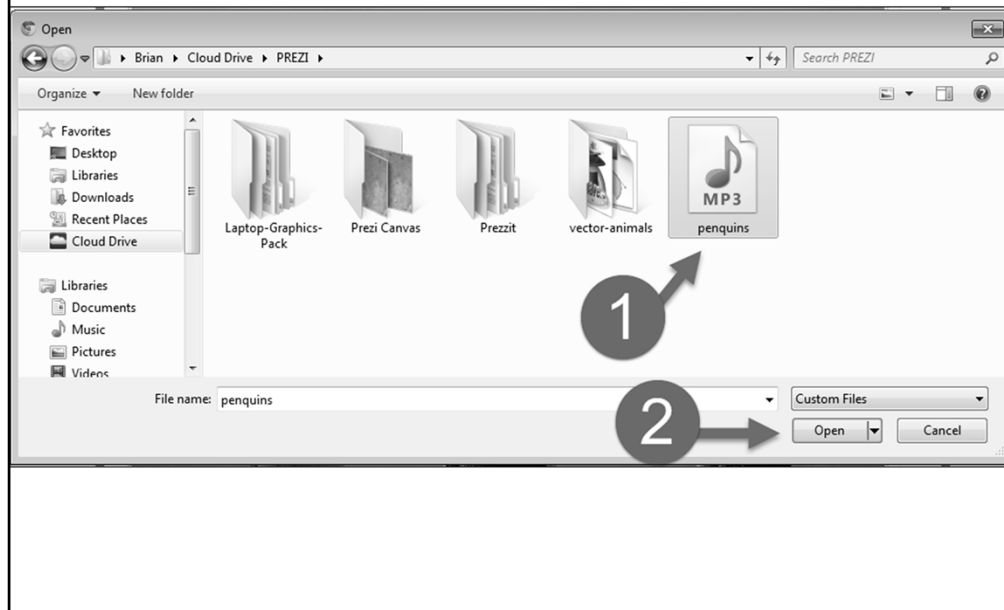 Open
Brian Cloud Drive PREZI Search PREZI
Organize New folder
Favorites
Desktop
Libraries
Downloads
Recent Places
Cloud Drive
Libraries
Documents
Music
Pictures
Videos
Laptop-Graphics-
Pack
Prezi Canvas
Prezzit
vector-animals
MP3
penquins
1
File name: penquins Custom Files
2
Open Cancel